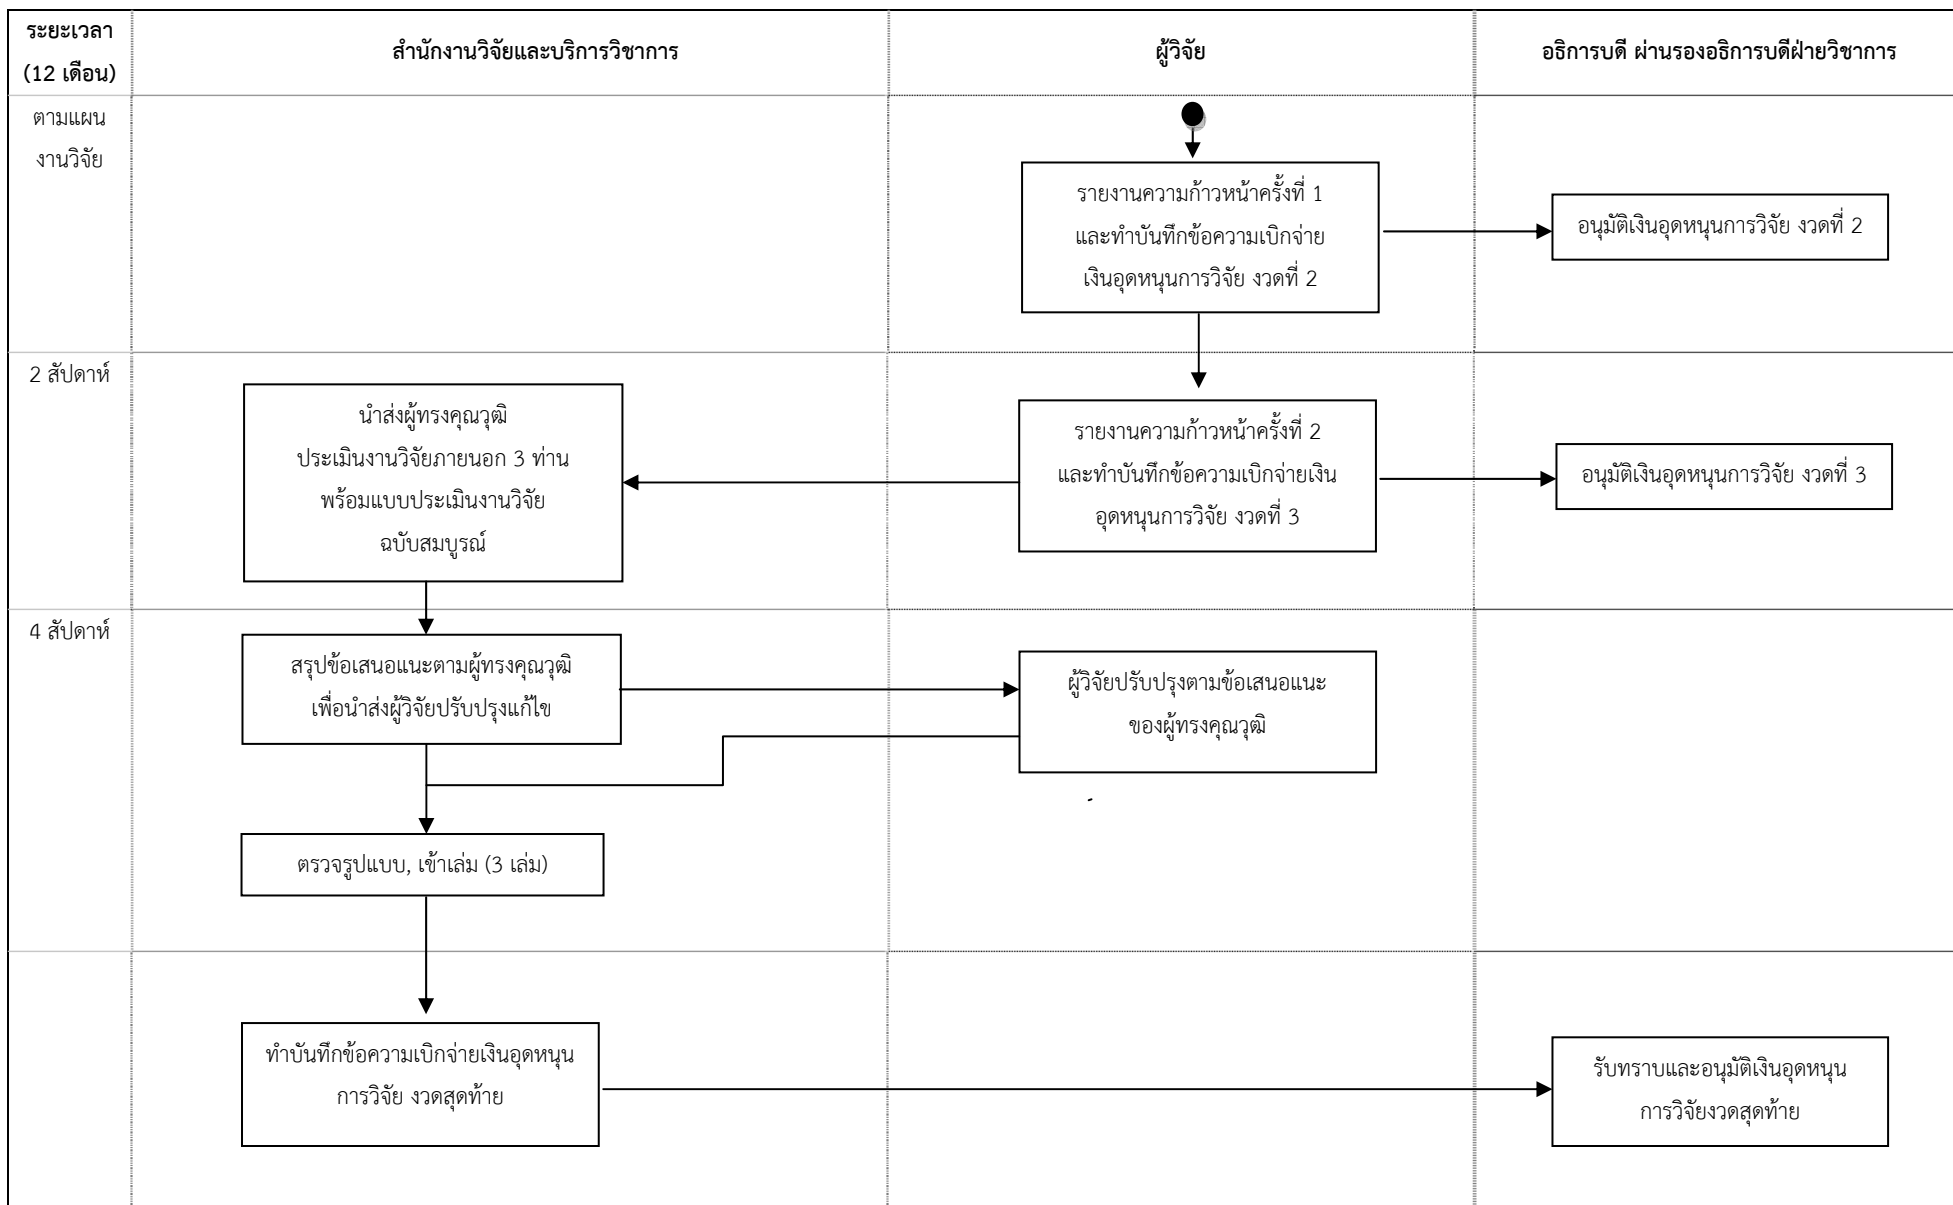 ระยะเวลา
(12 เดือน)
สำนักงานวิจัยและบริการวิชาการ
ผู้วิจัย
อธิการบดี ผ่านรองอธิการบดีฝ่ายวิชาการ
ตามแผน
งานวิจัย
รายงานความก้าวหน้าครั้งที่ 1
และทำบันทึกข้อความเบิกจ่าย
เงินอุดหนุนการวิจัย งวดที่ 2
อนุมัติเงินอุดหนุนการวิจัย งวดที่ 2
2 สัปดาห์
นำส่งผู้ทรงคุณวุฒิ
ประเมินงานวิจัยภายนอก 3 ท่าน
พร้อมแบบประเมินงานวิจัย
ฉบับสมบูรณ์
รายงานความก้าวหน้าครั้งที่ 2
และทำบันทึกข้อความเบิกจ่ายเงิน
อุดหนุนการวิจัย งวดที่ 3
อนุมัติเงินอุดหนุนการวิจัย งวดที่ 3
4 สัปดาห์
สรุปข้อเสนอแนะตามผู้ทรงคุณวุฒิ
เพื่อนำส่งผู้วิจัยปรับปรุงแก้ไข
ผู้วิจัยปรับปรุงตามข้อเสนอแนะ
ของผู้ทรงคุณวุฒิ
ตรวจรูปแบบ, เข้าเล่ม (3 เล่ม)
ทำบันทึกข้อความเบิกจ่ายเงินอุดหนุน
การวิจัย งวดสุดท้าย
รับทราบและอนุมัติเงินอุดหนุน
การวิจัยงวดสุดท้าย